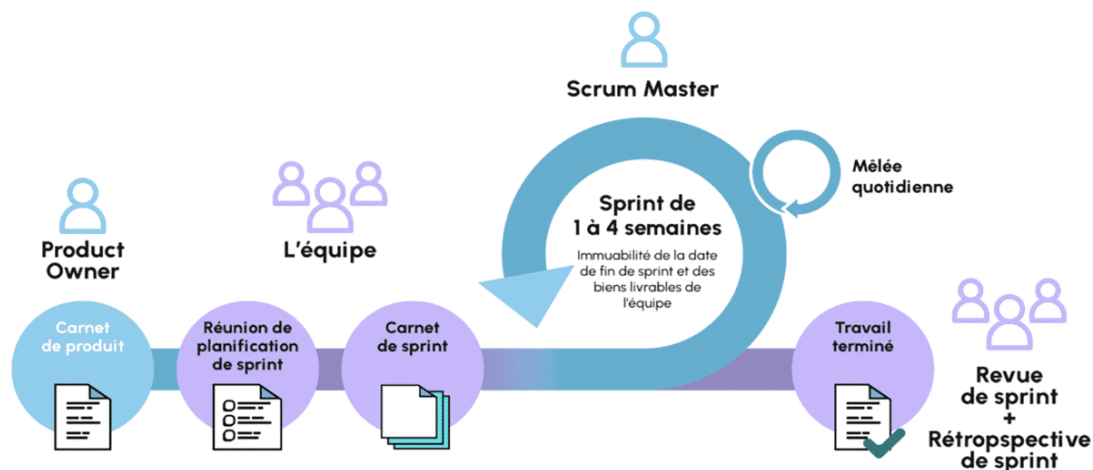 Scrum Master
Mêlée
quotidienne
Sprint de
1 à 4 semaines
Immuabilité de la date
de fin de sprint et des
biens livrables de
l'équipe
Product
Owner
L'équipe
Carnet
de produit
Réunion de
planification
de sprint
Carnet
de sprint
Travail
terminé
Revue
de sprint
+
Rétropspective
de sprint